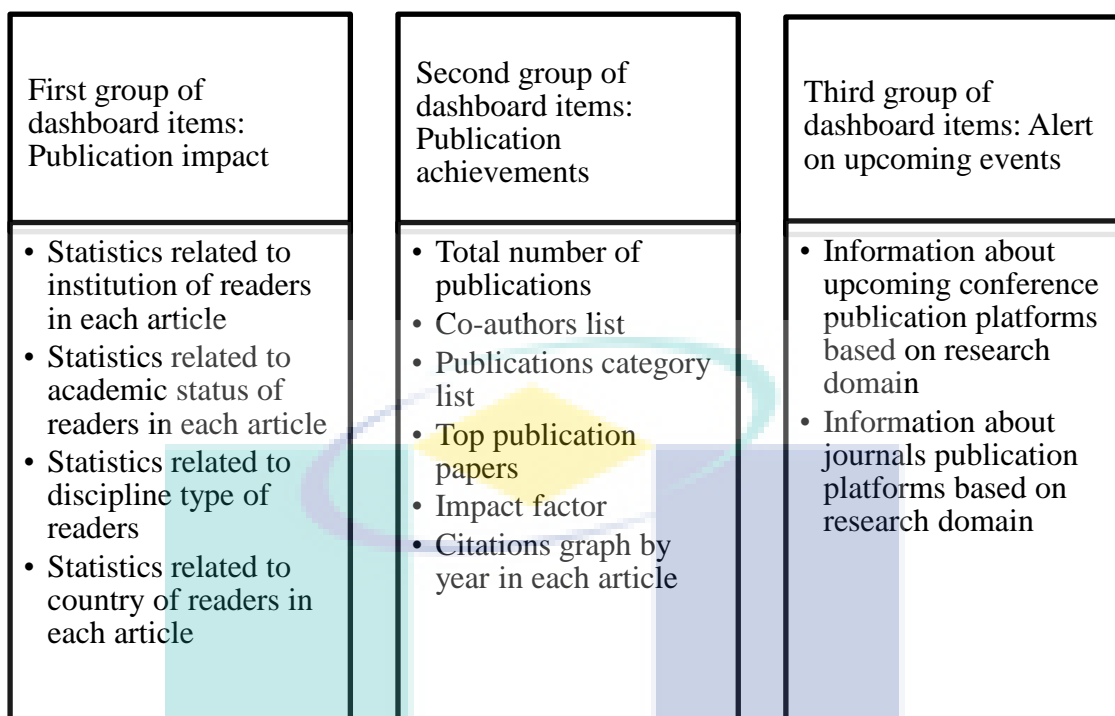 First group of
dashboard items:
Publication impact
• Statistics related to
institution of readers
in each article
• Statistics related to
academic status of
readers in each article
• Statistics related to
discipline type of
readers
• Statistics related to
country of readers in
each article
Second group of
dashboard items:
Publication
achievements
• Total number of
publications
• Co-authors list
• Publications category
list
• Top publication
papers
• Impact factor
• Citations graph by
year in each article
Third group of
dashboard items: Alert
on upcoming events
• Information about
upcoming conference
publication platforms
based on research
domain
• Information about
journals publication
platforms based on
research domain